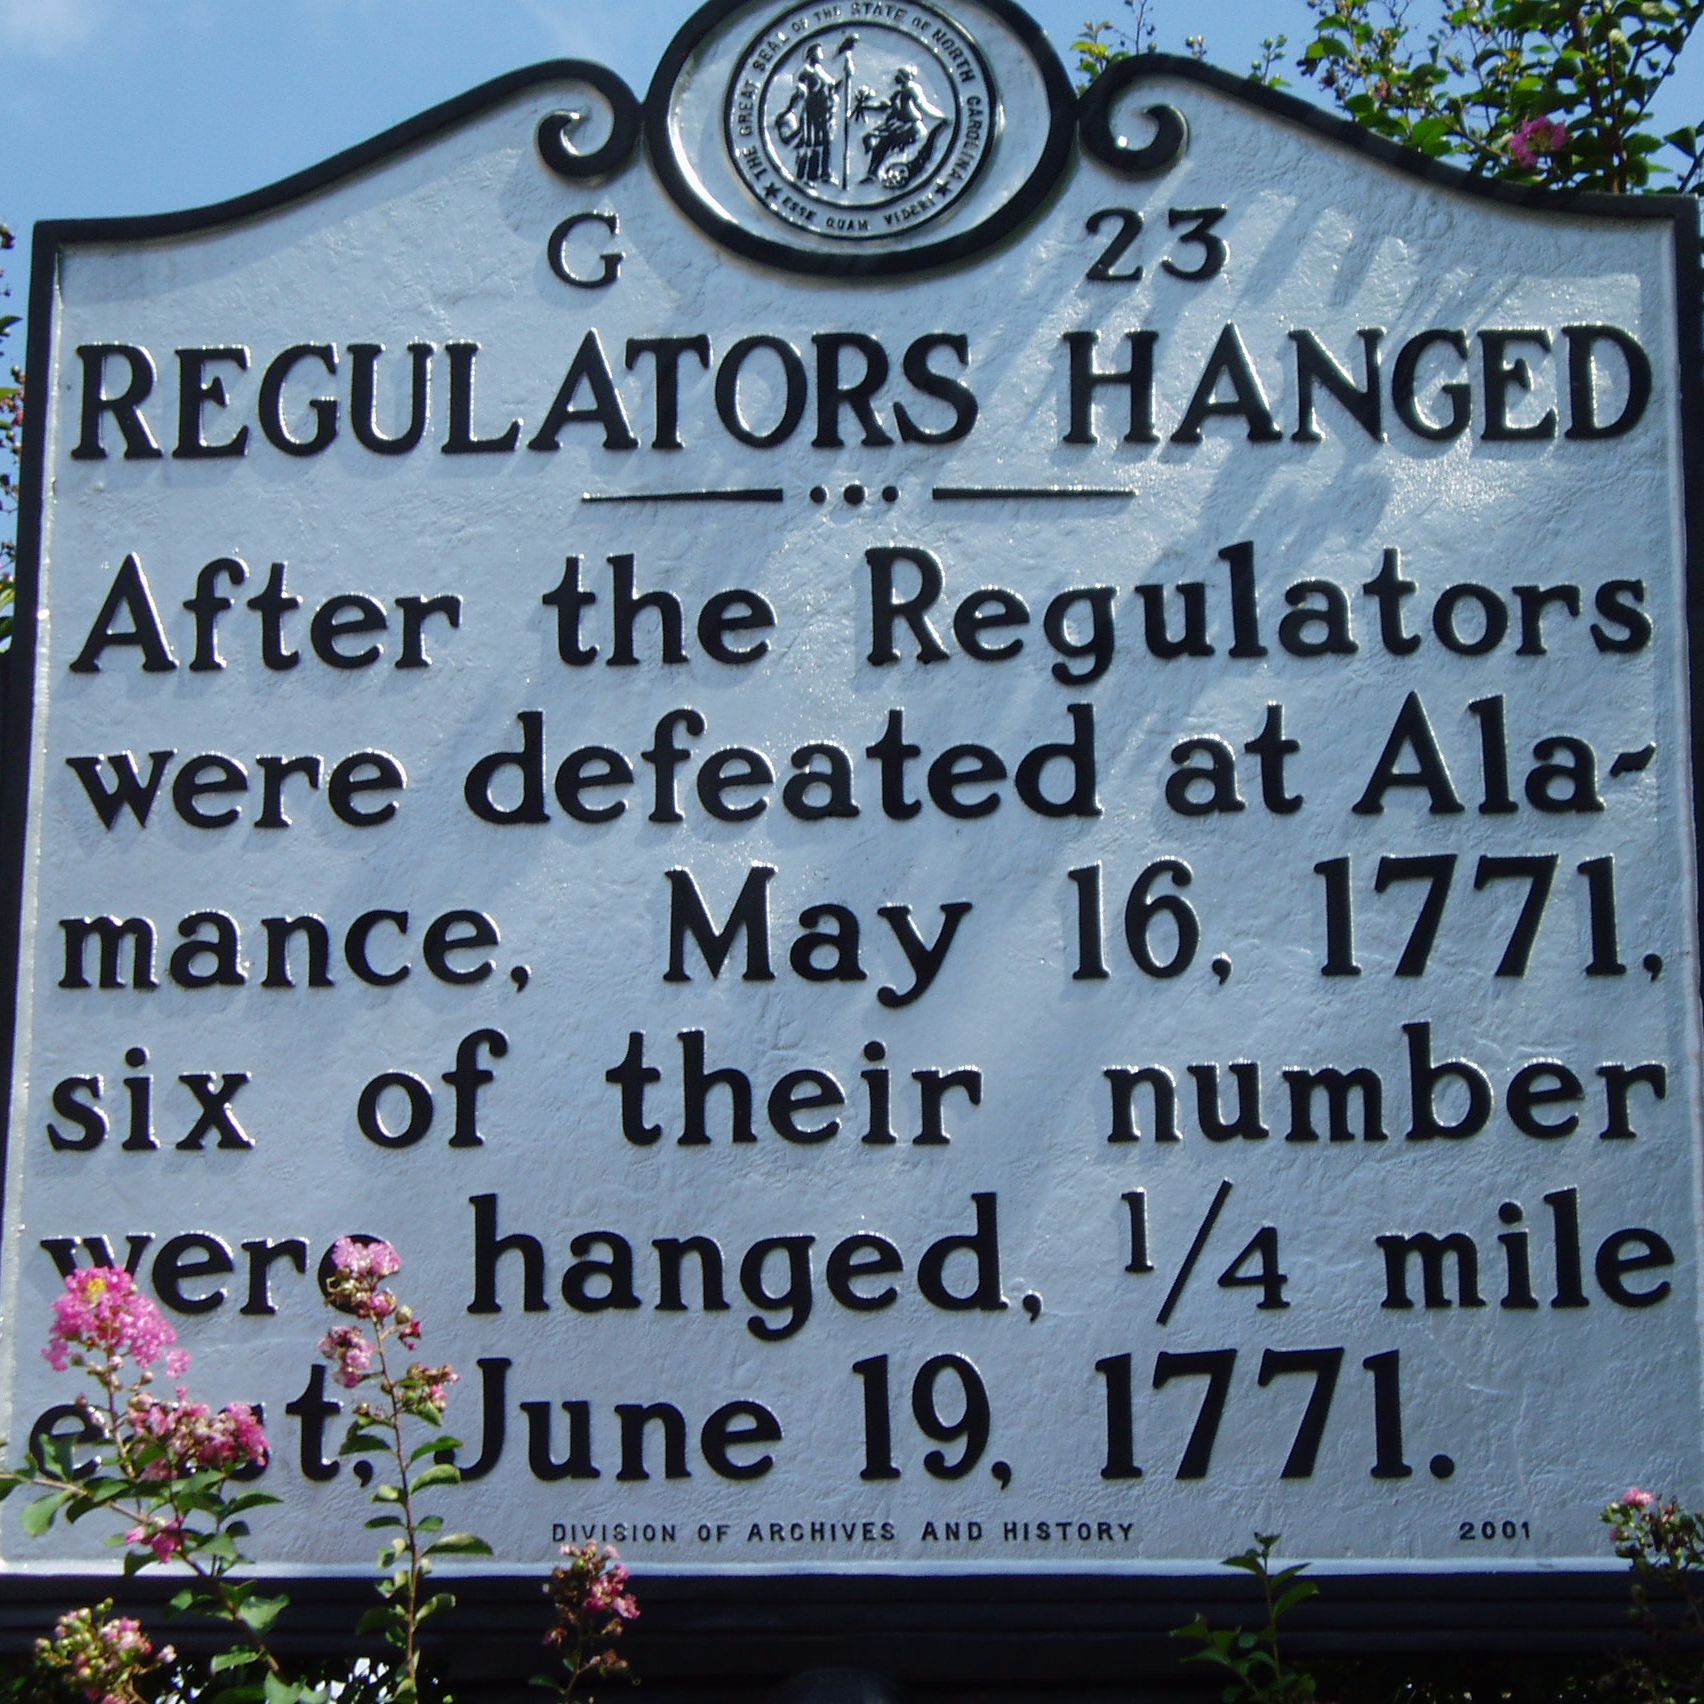 THE GREAT SEAL OF THE STATE OF NORTH CAROLINA
ESSE QUAM VIDERI
G 23
REGULATORS HANGED
After the Regulators
were defeated at Ala-
mance, May 16, 1771,
six of their number
were hanged, 1/4 mile
east, June 19, 1771.
DIVISION OF ARCHIVES AND HISTORY 2001